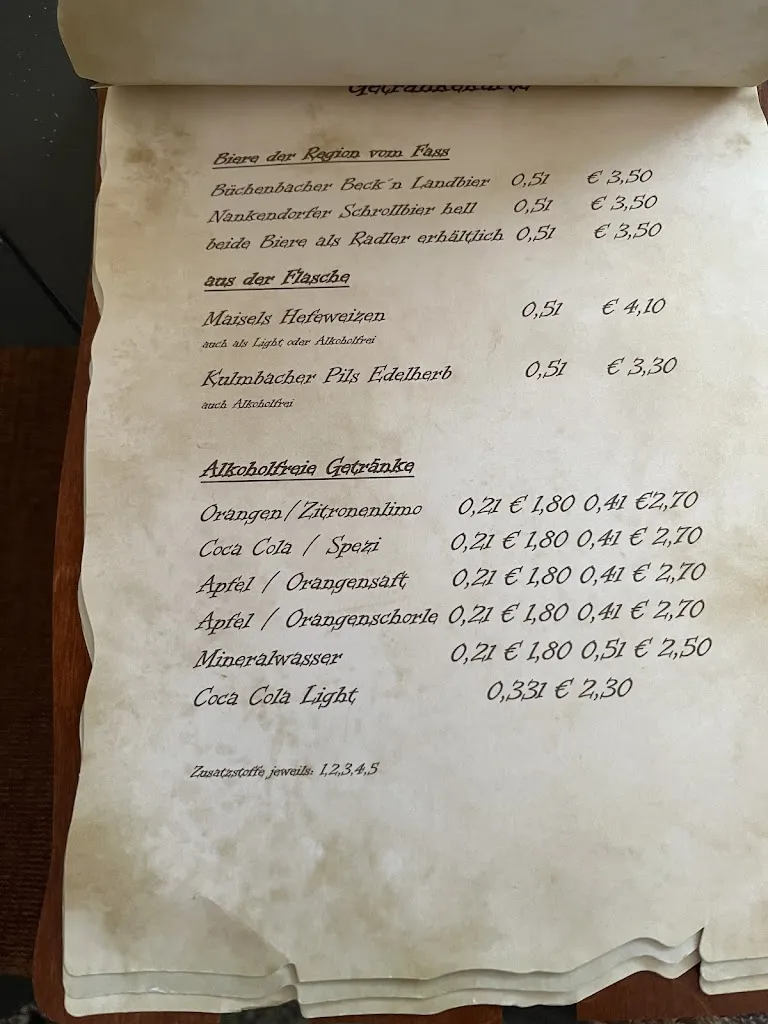 Getränkekarte
Biere der Region vom Fass
Büchenbacher Beck´n Landbier 0,5l € 3,50
Nankendorfer Schrollbier hell 0,5l € 3,50
beide Biere als Radler erhältlich 0,5l € 3,50
aus der Flasche
Maisels Hefeweizen 0,5l € 4,10
auch als Light oder Alkoholfrei
Kulmbacher Pils Edelherb 0,5l € 3,30
auch Alkoholfrei
Alkoholfreie Getränke
Orangen/Zitronenlimo 0,2l € 1,80 0,4l €2,70
Coca Cola / Spezi 0,2l € 1,80 0,4l € 2,70
Apfel / Orangensaft 0,2l € 1,80 0,4l € 2,70
Apfel / Orangenschorle 0,2l € 1,80 0,4l € 2,70
Mineralwasser 0,2l € 1,80 0,5l € 2,50
Coca Cola Light 0,33l € 2,30
Zusatzstoffe jeweils: 1,2,3,4,5